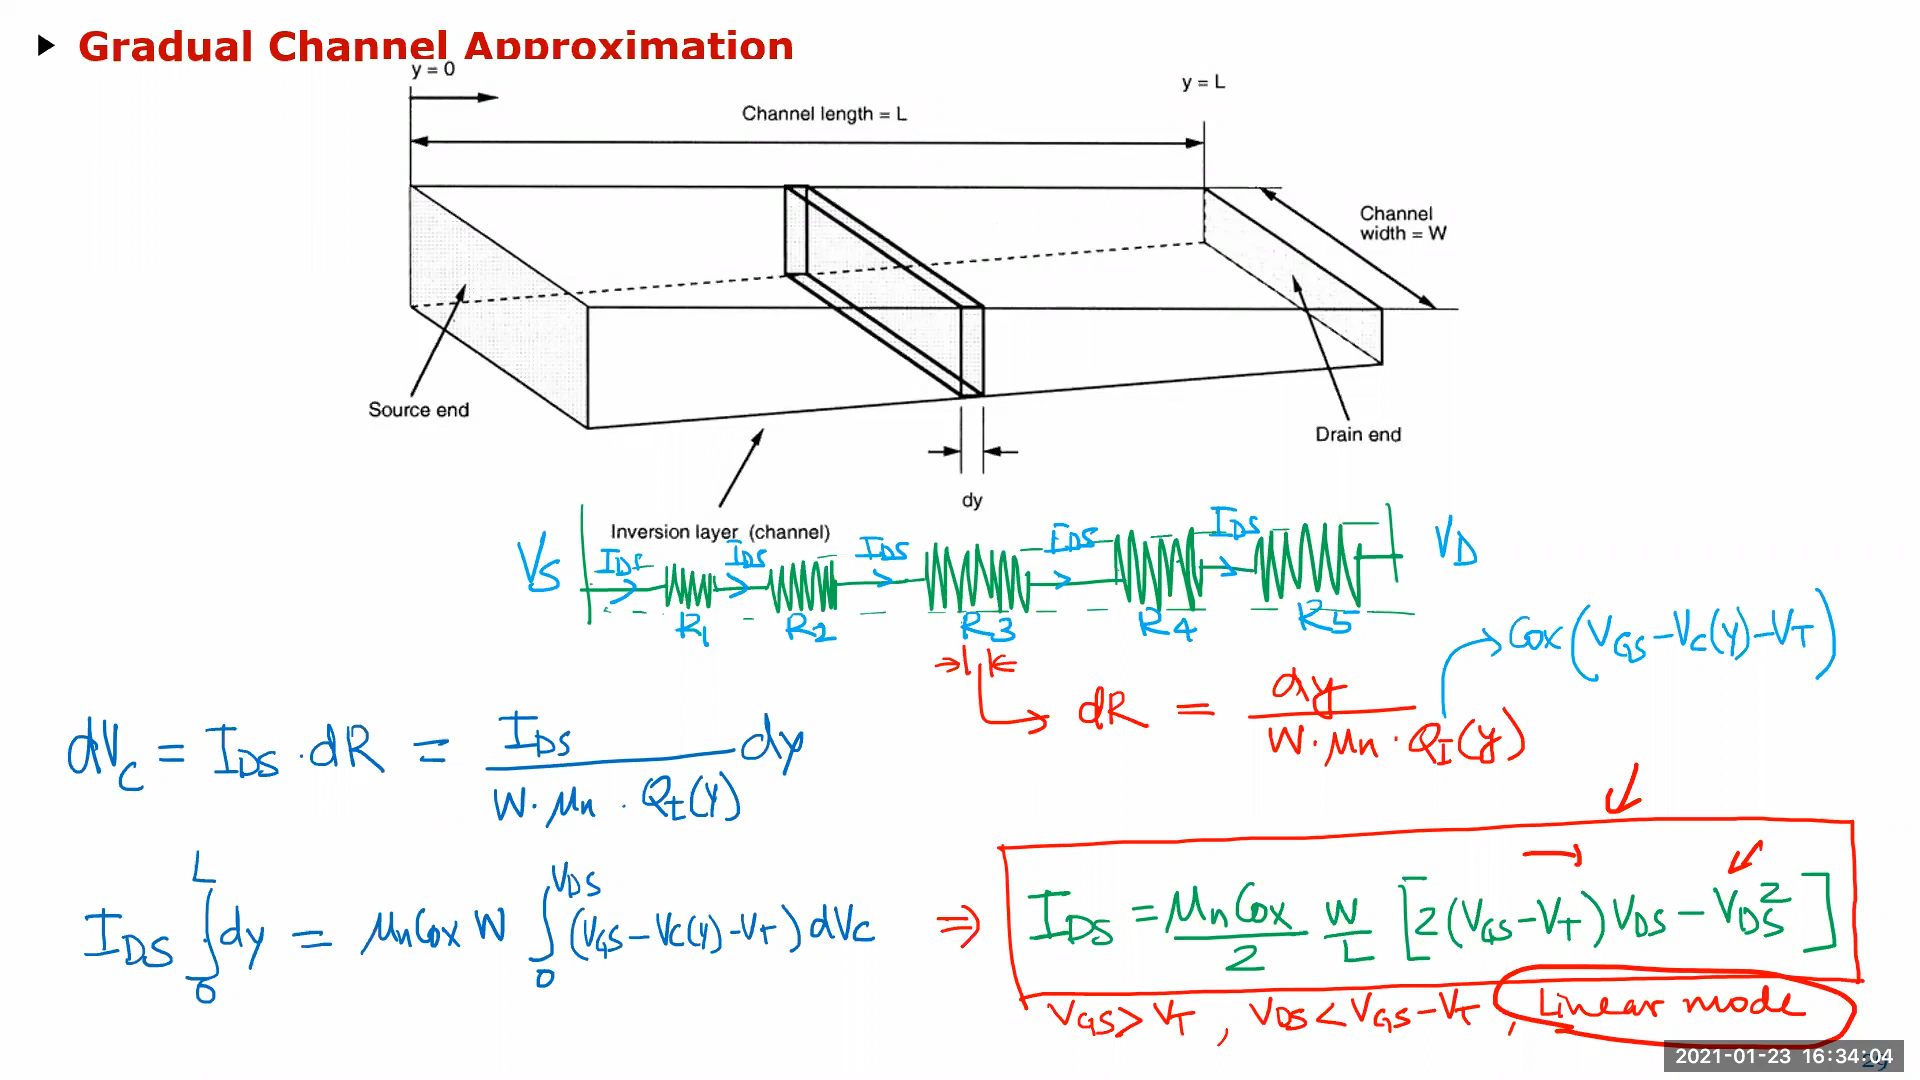 Gradual Channel Approximation
y = 0
y = L
Channel length = L
Channel
width = W
Source end
Drain end
dy
Inversion layer (channel)
VS IDS IDS IDS IDS IDS VD
R1 R2 R3 R4 R5
Cox(VGS-VC(y)-VT)
dR = dy / W·μn·QI(y)
dVC = IDS·dR = IDS / W·μn·QI(y) dy
IDS ∫₀ᴸ dy = μnCox W ∫₀^VDS (VGS-VC(y)-VT) dVC ⇒ IDS = μnCox/2 W/L [2(VGS-VT)VDS-VDS²]
VGS > VT , VDS < VGS-VT , Linear mode
2021-01-23 16:34:04
29